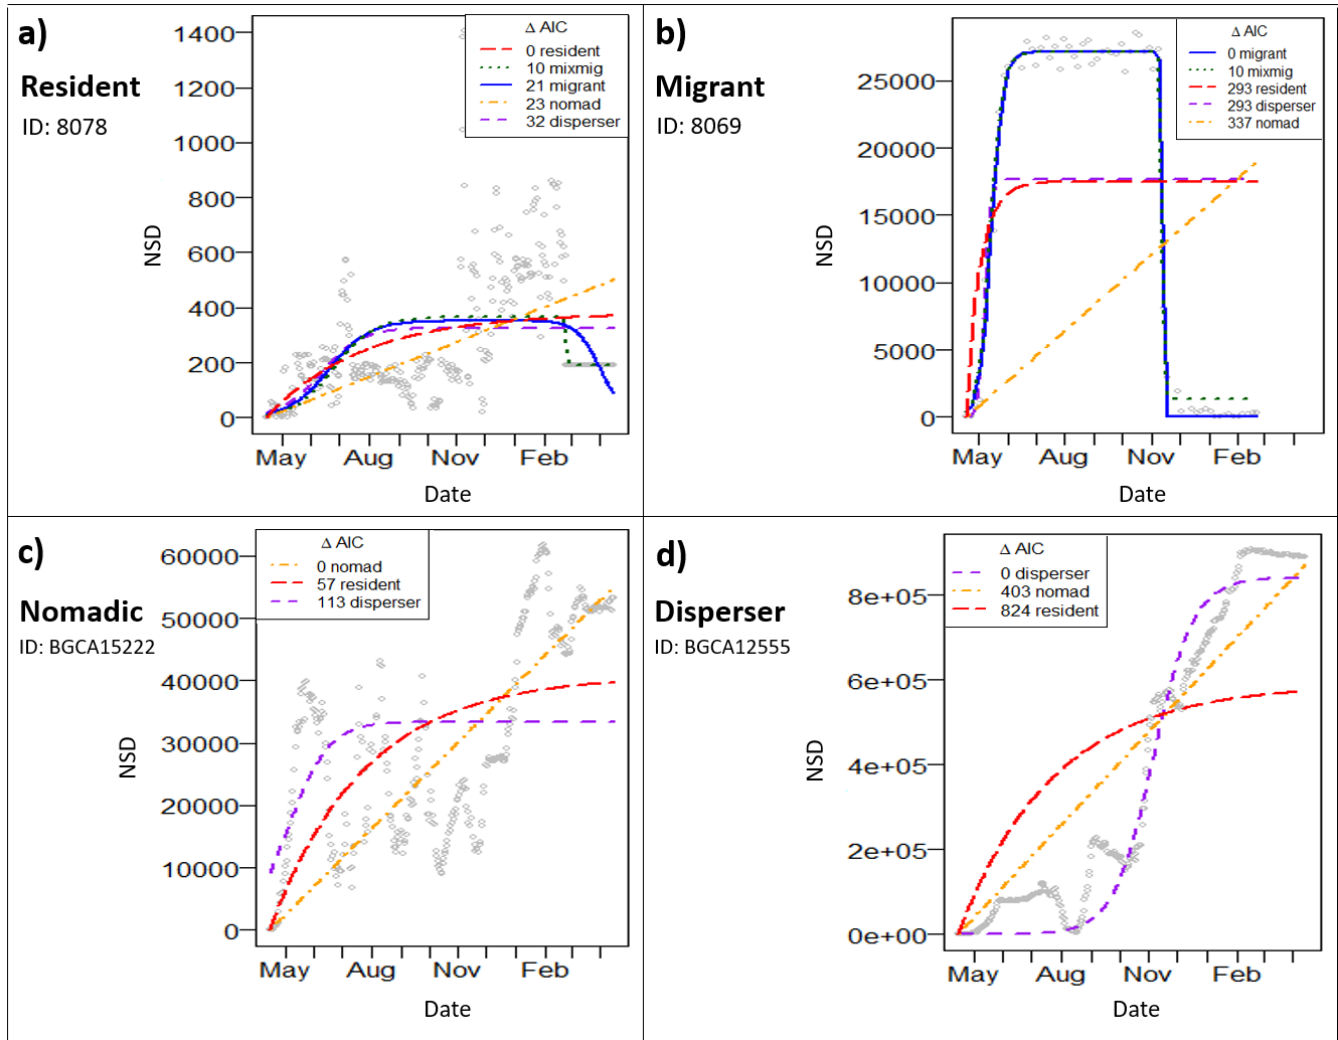 a)
Resident
ID: 8078
Δ AIC
0 resident
10 mixmig
21 migrant
23 nomad
32 disperser
1400
1200
1000
800
600
400
200
0
NSD
May Aug Nov Feb
Date
b)
Migrant
ID: 8069
Δ AIC
0 migrant
10 mixmig
293 resident
293 disperser
337 nomad
25000
20000
15000
10000
5000
0
NSD
May Aug Nov Feb
Date
c)
Nomadic
ID: BGCA15222
Δ AIC
0 nomad
57 resident
113 disperser
60000
50000
40000
30000
20000
10000
0
NSD
May Aug Nov Feb
Date
d)
Disperser
ID: BGCA12555
Δ AIC
0 disperser
403 nomad
824 resident
8e+05
6e+05
4e+05
2e+05
0e+00
NSD
May Aug Nov Feb
Date